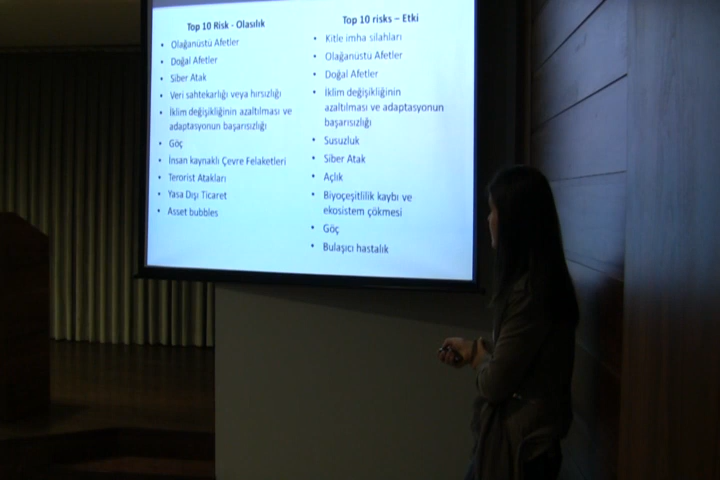 Top 10 Risk - Olasılık
• Olağanüstü Afetler
• Doğal Afetler
• Siber Atak
• Veri sahtekarlığı veya hırsızlığı
• İklim değişikliğinin azaltılması ve
adaptasyonun başarısızlığı
• Göç
• İnsan kaynaklı Çevre Felaketleri
• Terorist Atakları
• Yasa Dışı Ticaret
• Asset bubbles
Top 10 risks – Etki
• Kitle imha silahları
• Olağanüstü Afetler
• Doğal Afetler
• İklim değişikliğinin
azaltılması ve adaptasyonun
başarısızlığı
• Susuzluk
• Siber Atak
• Açlık
• Biyoçeşitlilik kaybı ve
ekosistem çökmesi
• Göç
• Bulaşıcı hastalık